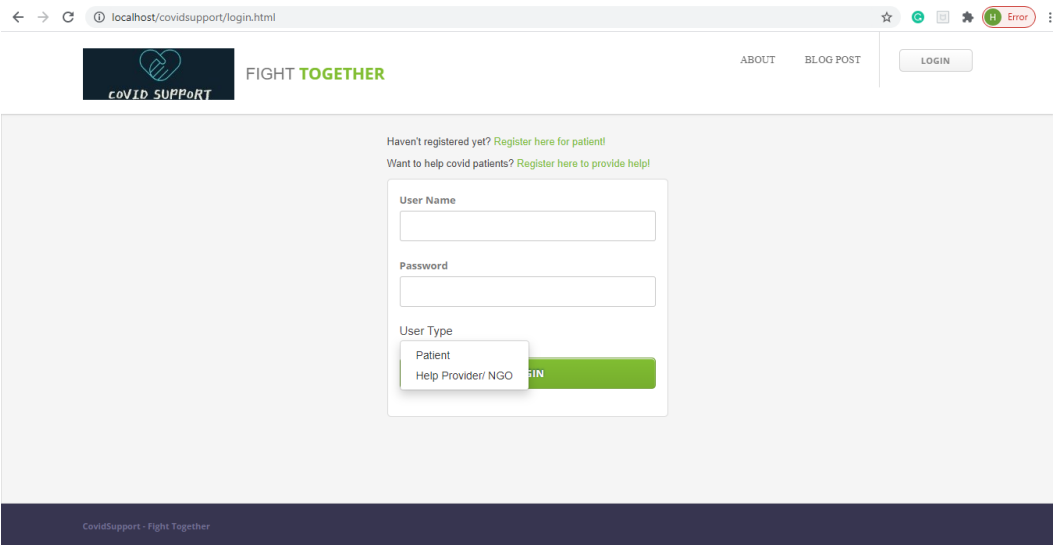 localhost/covidsupport/login.html
H Error
COVID SUPPORT
FIGHT TOGETHER
ABOUT BLOG POST LOGIN
Haven't registered yet? Register here for patient!
Want to help covid patients? Register here to provide help!
User Name
Password
User Type
Patient
Help Provider/ NGO
GIN
CovidSupport - Fight Together